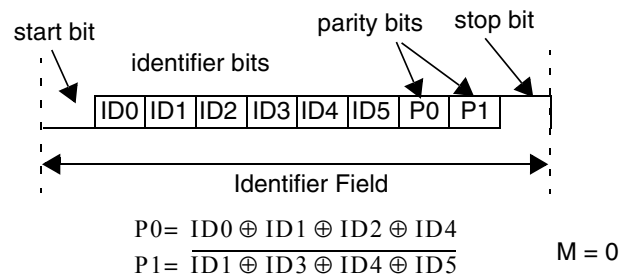 start bit
parity bits
stop bit
identifier bits
ID0 ID1 ID2 ID3 ID4 ID5 P0 P1
Identifier Field
P0= ID0 ⊕ ID1 ⊕ ID2 ⊕ ID4
P1= ID1 ⊕ ID3 ⊕ ID4 ⊕ ID5
M = 0